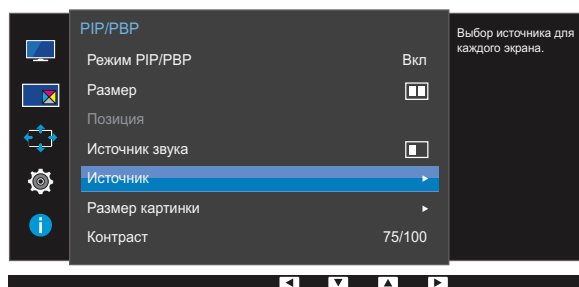 PIP/PBP
Режим PIP/PBP Вкл
Размер
Позиция
Источник звука
Источник
Размер картинки
Контраст 75/100
Выбор источника для
каждого экрана.